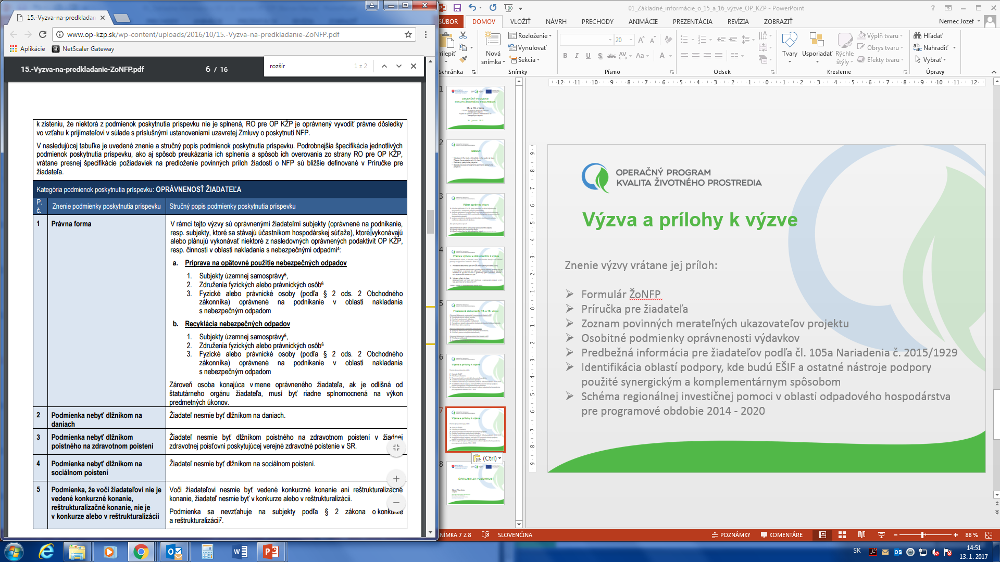 15.-Vyzva-na-predkladan
www.op-kzp.sk/wp-content/uploads/2016/10/15.-Vyzva-na-predkladanie-ZoNFP.pdf
Aplikácie
NetScaler Gateway
15.-Vyzva-na-predkladanie-ZoNFP.pdf
6 / 16
rozšír
1 z 2
k zisteniu, že niektorá z podmienok poskytnutia príspevku nie je splnená, RO pre OP KŽP je oprávnený vyvodiť právne dôsledky
vo vzťahu k prijímateľovi v súlade s príslušnými ustanoveniami uzavretej Zmluvy o poskytnutí NFP.
V nasledujúcej tabuľke je uvedené znenie a stručný popis podmienok poskytnutia príspevku. Podrobnejšia špecifikácia jednotlivých
podmienok poskytnutia príspevku, ako aj spôsob preukázania ich splnenia a spôsob ich overovania zo strany RO pre OP KŽP,
vrátane presnej špecifikácie požiadaviek na predloženie povinných príloh žiadosti o NFP sú bližšie definované v Príručke pre
žiadateľa.
Kategória podmienok poskytnutia príspevku: OPRÁVNENOSŤ ŽIADATEĽA
P. č.
Znenie podmienky poskytnutia príspevku
Stručný popis podmienky poskytnutia príspevku
1
Právna forma
V rámci tejto výzvy sú oprávnenými žiadateľmi subjekty (oprávnené na podnikanie,
resp. subjekty, ktoré sa stávajú účastníkom hospodárskej súťaže), ktoré vykonávajú
alebo plánujú vykonávať niektoré z nasledovných oprávnených podaktivít OP KŽP,
resp. činností v oblasti nakladania s nebezpečnými odpadmi⁴:
a. Príprava na opätovné použitie nebezpečných odpadov
1. Subjekty územnej samosprávy⁵,
2. Združenia fyzických alebo právnických osôb⁶
3. Fyzické alebo právnické osoby (podľa § 2 ods. 2 Obchodného
zákonníka) oprávnené na podnikanie v oblasti nakladania
s nebezpečným odpadom
b. Recyklácia nebezpečných odpadov
1. Subjekty územnej samosprávy⁵,
2. Združenia fyzických alebo právnických osôb⁶
3. Fyzické alebo právnické osoby (podľa § 2 ods. 2 Obchodného
zákonníka) oprávnené na podnikanie v oblasti nakladania
s nebezpečným odpadom
Zároveň osoba konajúca v mene oprávneného žiadateľa, ak je odlišná od
štatutárneho orgánu žiadateľa, musí byť riadne splnomocnená na výkon
predmetných úkonov.
2
Podmienka nebyť dlžníkom na
daniach
Žiadateľ nesmie byť dlžníkom na daniach.
3
Podmienka nebyť dlžníkom
poistného na zdravotnom poistení
Žiadateľ nesmie byť dlžníkom poistného na zdravotnom poistení v žiadnej
zdravotnej poisťovni poskytujúcej verejné zdravotné poistenie v SR.
4
Podmienka nebyť dlžníkom na
sociálnom poistení
Žiadateľ nesmie byť dlžníkom na sociálnom poistení.
5
Podmienka, že voči žiadateľovi nie je
vedené konkurzné konanie,
reštrukturalizačné konanie, nie je
v konkurze alebo v reštrukturalizácii
Voči žiadateľovi nesmie byť vedené konkurzné konanie ani reštrukturalizačné
konanie, žiadateľ nesmie byť v konkurze alebo v reštrukturalizácii.
Podmienka sa nevzťahuje na subjekty podľa § 2 zákona o konkurze
a reštrukturalizácii⁷.
01_Základné_informácie_o_15_a_16_výzve_OP_KZP - PowerPoint
SÚBOR DOMOV VLOŽIŤ NÁVRH PRECHODY ANIMÁCIE PREZENTÁCIA REVÍZIA ZOBRAZIŤ
Nemec Jozef
rilepiť
Nová
snímka
Rozloženie
Vynulovať
Sekcia
20
Tvary
Usporiadať
Rýchle
štýly
Výplň tvaru
Obrys tvaru
Efekty tvaru
Hľadať
Nahradiť
Vybrať
chránka
Snímky
Písmo
Odsek
Kreslenie
Úpravy
1
2
3
4
5
6
7
8
(Ctrl)
OPERAČNÝ PROGRAM
KVALITA ŽIVOTNÉHO PROSTREDIA
Výzva a prílohy k výzve
Znenie výzvy vrátane jej príloh:
Formulár ŽoNFP
Príručka pre žiadateľa
Zoznam povinných merateľných ukazovateľov projektu
Osobitné podmienky oprávnenosti výdavkov
Predbežná informácia pre žiadateľov podľa čl. 105a Nariadenia č. 2015/1929
Identifikácia oblastí podpory, kde budú EŠIF a ostatné nástroje podpory
použité synergickým a komplementárnym spôsobom
Schéma regionálnej investičnej pomoci v oblasti odpadového hospodárstva
pre programové obdobie 2014 - 2020
NÍMKA 7 Z 8
SLOVENČINA
POZNÁMKY
KOMENTÁRE
88 %
SK
14:51
13. 1. 2017